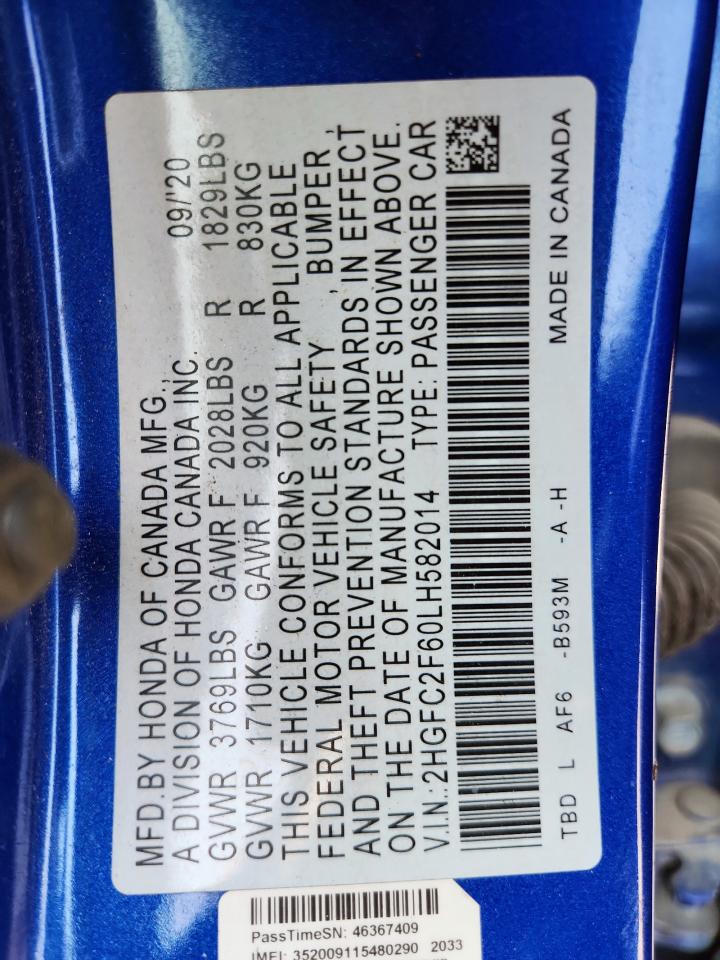 MFD.BY HONDA OF CANADA MFG.,
A DIVISION OF HONDA CANADA INC. 09/'20
GVWR 3769LBS GAWR F 2028LBS R 1829LBS
GVWR 1710KG GAWR F 920KG R 830KG
THIS VEHICLE CONFORMS TO ALL APPLICABLE
FEDERAL MOTOR VEHICLE SAFETY , BUMPER ,
AND THEFT PREVENTION STANDARDS IN EFFECT
ON THE DATE OF MANUFACTURE SHOWN ABOVE.
V.I.N.:2HGFC2F60LH582014 TYPE: PASSENGER CAR
TBD L AF6 -B593M -A -H MADE IN CANADA
PassTimeSN: 46367409
IMEI: 352009115480290 2033